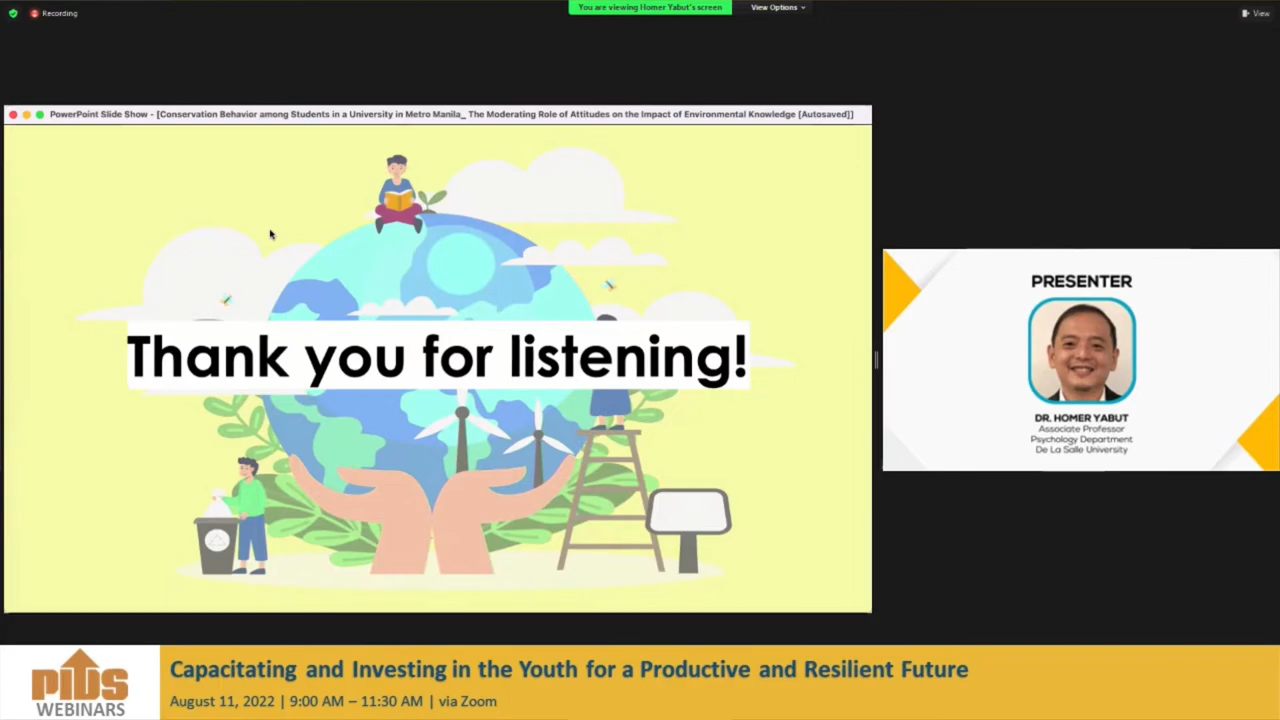 Recording
You are viewing Homer Yabut's screen
View Options
View
PowerPoint Slide Show - [Conservation Behavior among Students in a University in Metro Manila_ The Moderating Role of Attitudes on the Impact of Environmental Knowledge [Autosaved]]
Thank you for listening!
PRESENTER
DR. HOMER YABUT
Associate Professor
Psychology Department
De La Salle University
PIDS
WEBINARS
Capacitating and Investing in the Youth for a Productive and Resilient Future
August 11, 2022 | 9:00 AM – 11:30 AM | via Zoom